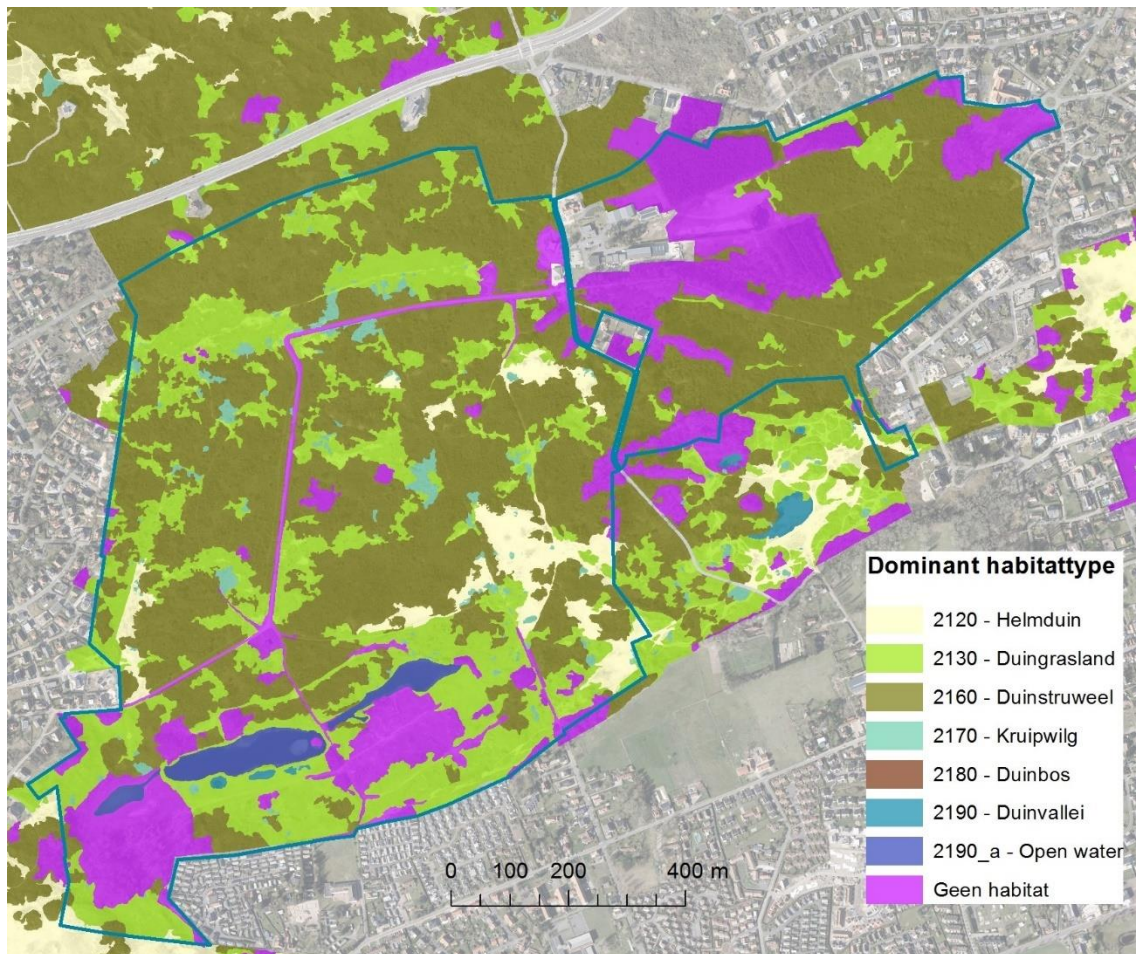 Dominant habitattype
2120 - Helmduin
2130 - Duingrasland
2160 - Duinstruweel
2170 - Kruipwilg
2180 - Duinbos
2190 - Duinvallei
2190_a - Open water
Geen habitat
0 100 200 400 m